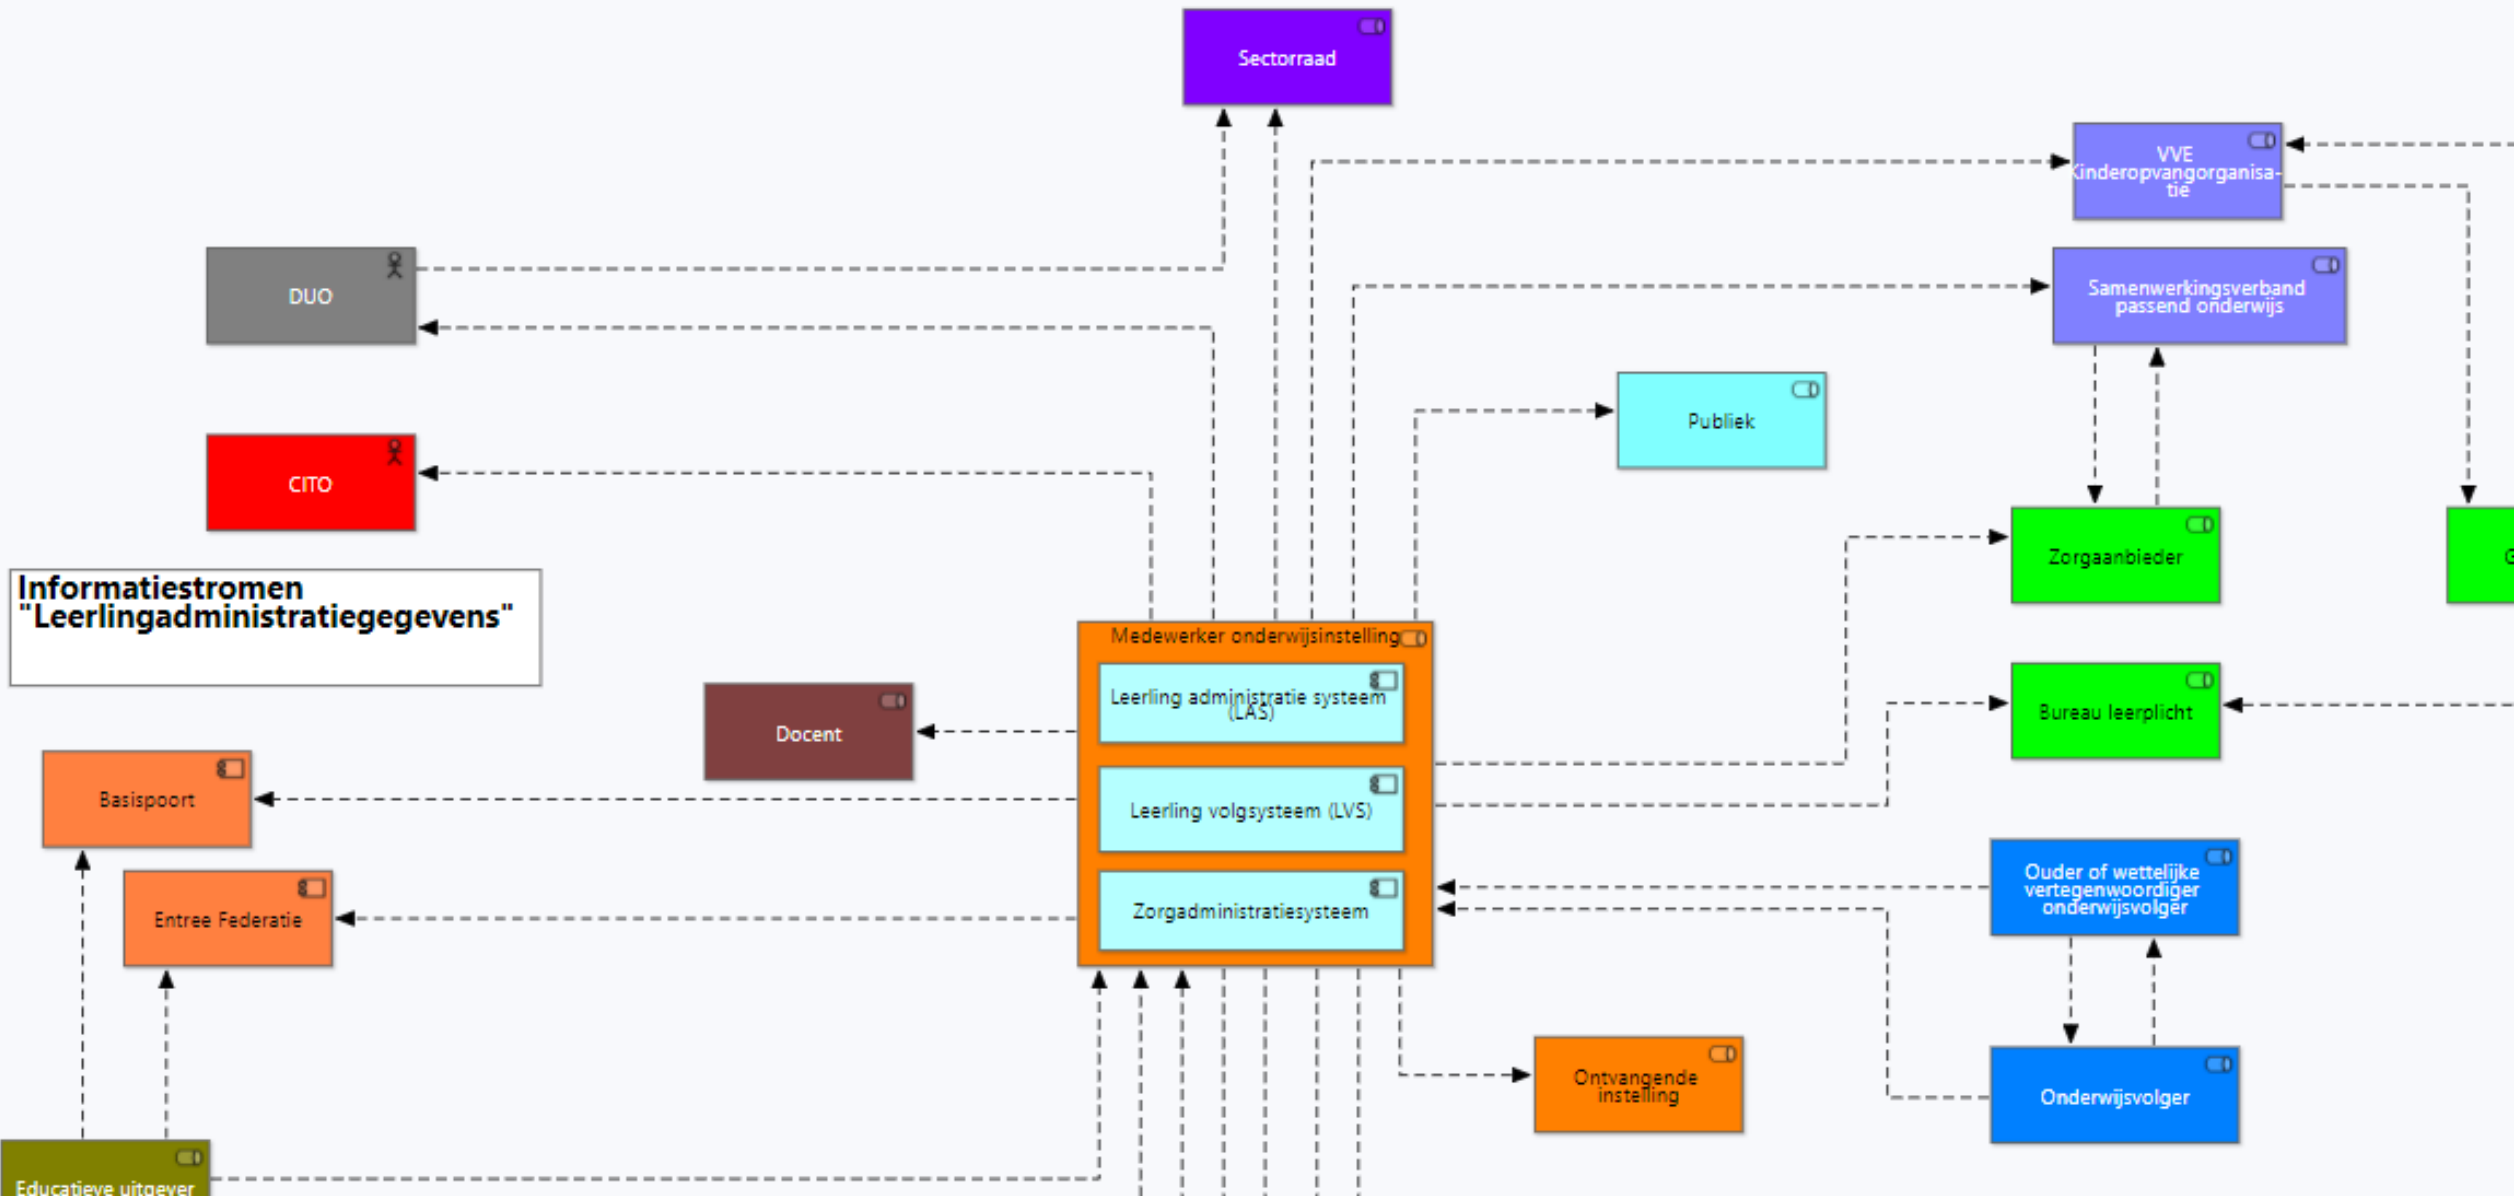 Sectorraad
VVE
Kinderopvangorganisa-
tie
DUO
Samenwerkingsverband
passend onderwijs
Publiek
CITO
Zorgaanbieder
Informatiestromen
"Leerlingadministratiegegevens"
Medewerker onderwijsinstelling
Leerling administratie systeem
(LAS)
Docent
Bureau leerplicht
Basispoort
Leerling volgsysteem (LVS)
Ouder of wettelijke
vertegenwoordiger
onderwijsvolger
Entree Federatie
Zorgadministratiesysteem
Ontvangende
instelling
Onderwijsvolger
Educatieve uitgever